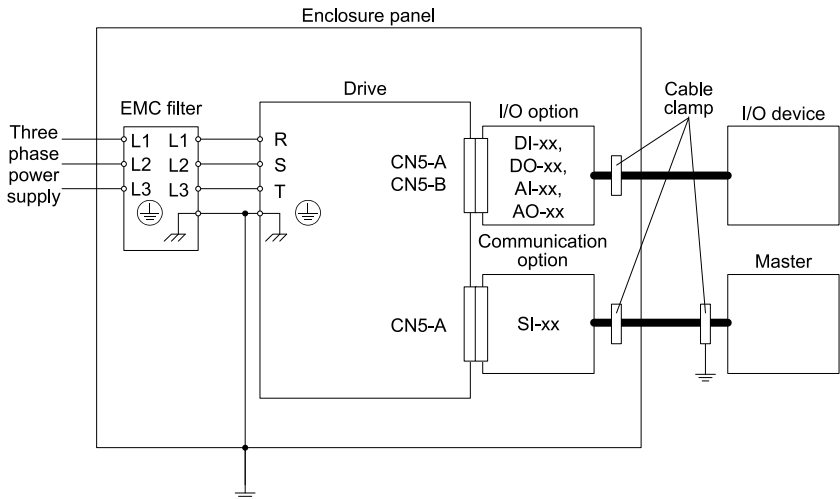 Enclosure panel
EMC filter
Three
phase
power
supply
L1 L1
L2 L2
L3 L3
Drive
R
S
T
CN5-A
CN5-B
CN5-A
I/O option
DI-xx,
DO-xx,
AI-xx,
AO-xx
Communication
option
SI-xx
Cable
clamp
I/O device
Master